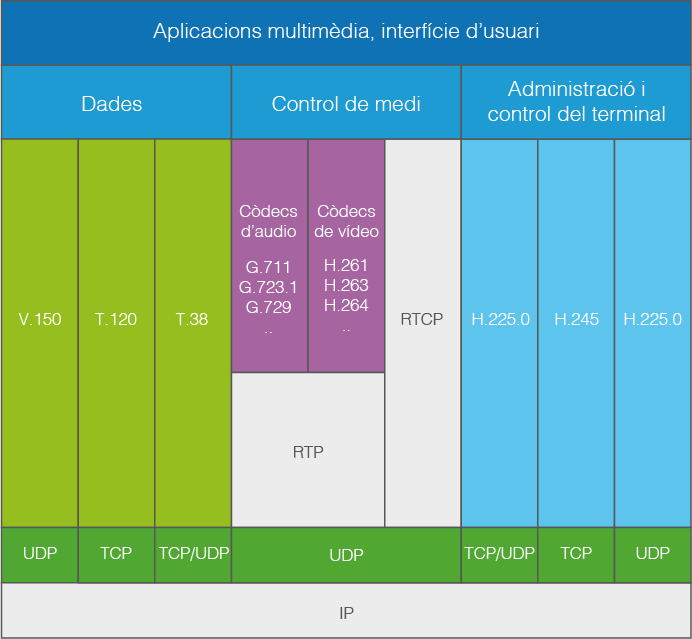 Aplicacions multimèdia, interfície d’usuari
Dades
Control de medi
Administració i
control del terminal
V.150
T.120
T.38
Còdecs
d’audio
G.711
G.723.1
G.729
..
Còdecs
de vídeo
H.261
H.263
H.264
..
RTP
RTCP
H.225.0
H.245
H.225.0
UDP
TCP
TCP/UDP
UDP
TCP/UDP
TCP
UDP
IP